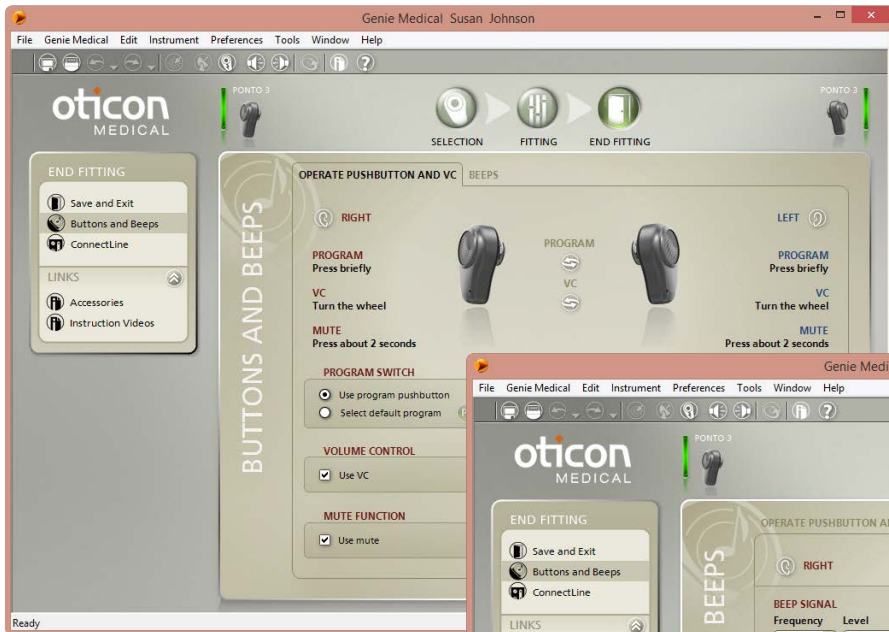 Genie Medical Susan Johnson
File Genie Medical Edit Instrument Preferences Tools Window Help
oticon
MEDICAL
PONTO 3
PONTO 3
SELECTION FITTING END FITTING
END FITTING
Save and Exit
Buttons and Beeps
ConnectLine
LINKS
Accessories
Instruction Videos
BUTTONS AND BEEPS
OPERATE PUSHBUTTON AND VC BEEPS
RIGHT
LEFT
PROGRAM
Press briefly
VC
Turn the wheel
MUTE
Press about 2 seconds
PROGRAM
VC
PROGRAM
Press briefly
VC
Turn the wheel
MUTE
Press about 2 seconds
PROGRAM SWITCH
Use program pushbutton
Select default program
VOLUME CONTROL
Use VC
MUTE FUNCTION
Use mute
Ready
Genie Medi
File Genie Medical Edit Instrument Preferences Tools Window Help
oticon
MEDICAL
PONTO 3
END FITTING
Save and Exit
Buttons and Beeps
ConnectLine
LINKS
BEEPS
OPERATE PUSHBUTTON A
RIGHT
BEEP SIGNAL
Frequency Level